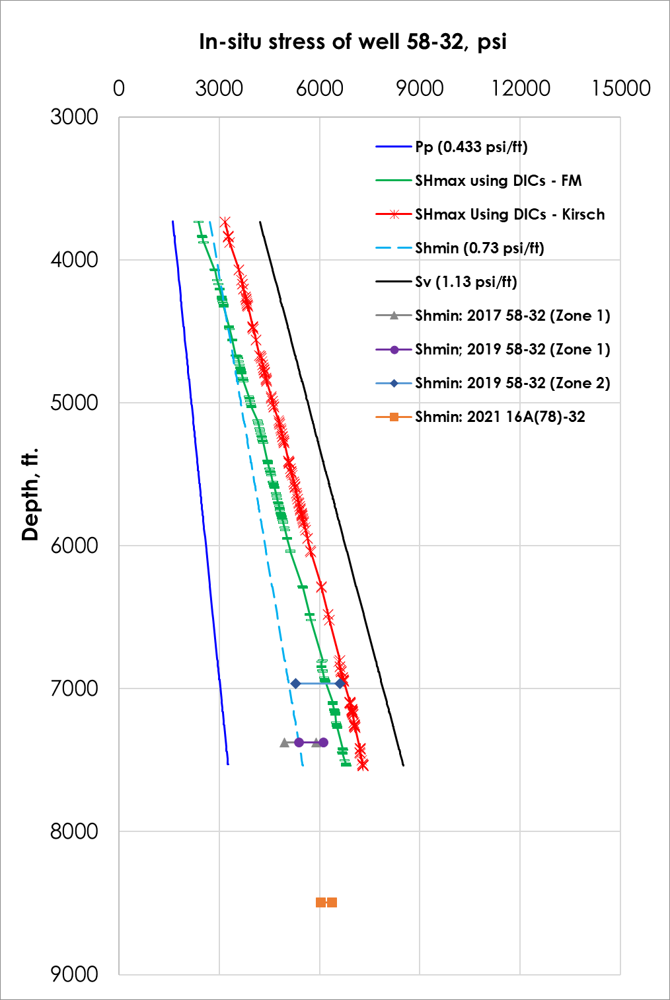 In-situ stress of well 58-32, psi
0 3000 6000 9000 12000 15000
3000
Pp (0.433 psi/ft)
SHmax using DICs - FM
SHmax Using DICs - Kirsch
Shmin (0.73 psi/ft)
4000
Sv (1.13 psi/ft)
Shmin: 2017 58-32 (Zone 1)
Shmin; 2019 58-32 (Zone 1)
Shmin: 2019 58-32 (Zone 2)
5000
Shmin: 2021 16A(78)-32
Depth, ft.
6000
7000
8000
9000